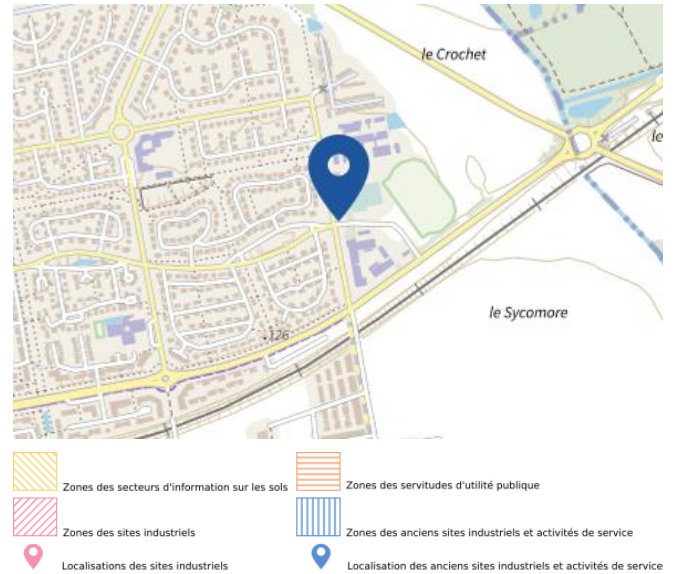 le Crochet
le
le Sycomore
126
Zones des secteurs d'information sur les sols
Zones des servitudes d'utilité publique
Zones des sites industriels
Zones des anciens sites industriels et activités de service
Localisations des sites industriels
Localisation des anciens sites industriels et activités de service